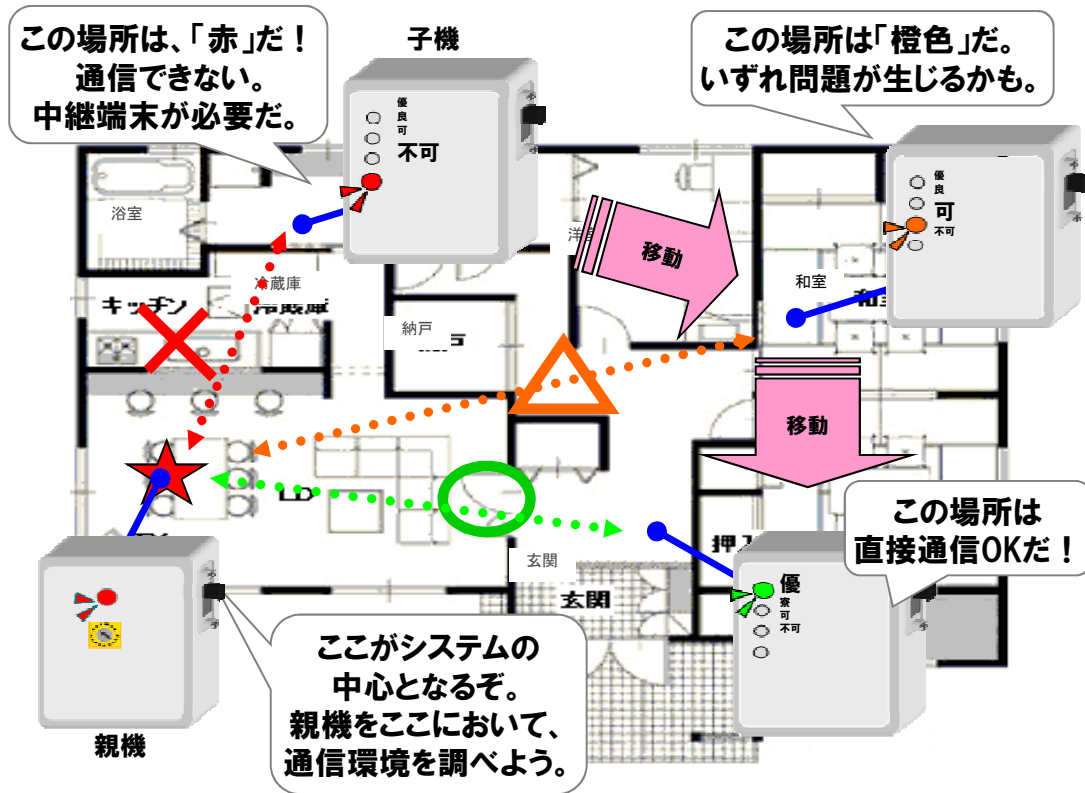 この場所は、「赤」だ！
通信できない。
中継端末が必要だ。
子機
優
良
可
不可
この場所は「橙色」だ。
いずれ問題が生じるかも。
優
良
可
不可
浴室
移動
和室
冷蔵庫
キッチン
冷蔵庫
納戸
移動
LD
この場所は
直接通信OKだ！
玄関
玄関
優
可
不可
親機
ここがシステムの
中心となるぞ。
親機をここにおいて、
通信環境を調べよう。